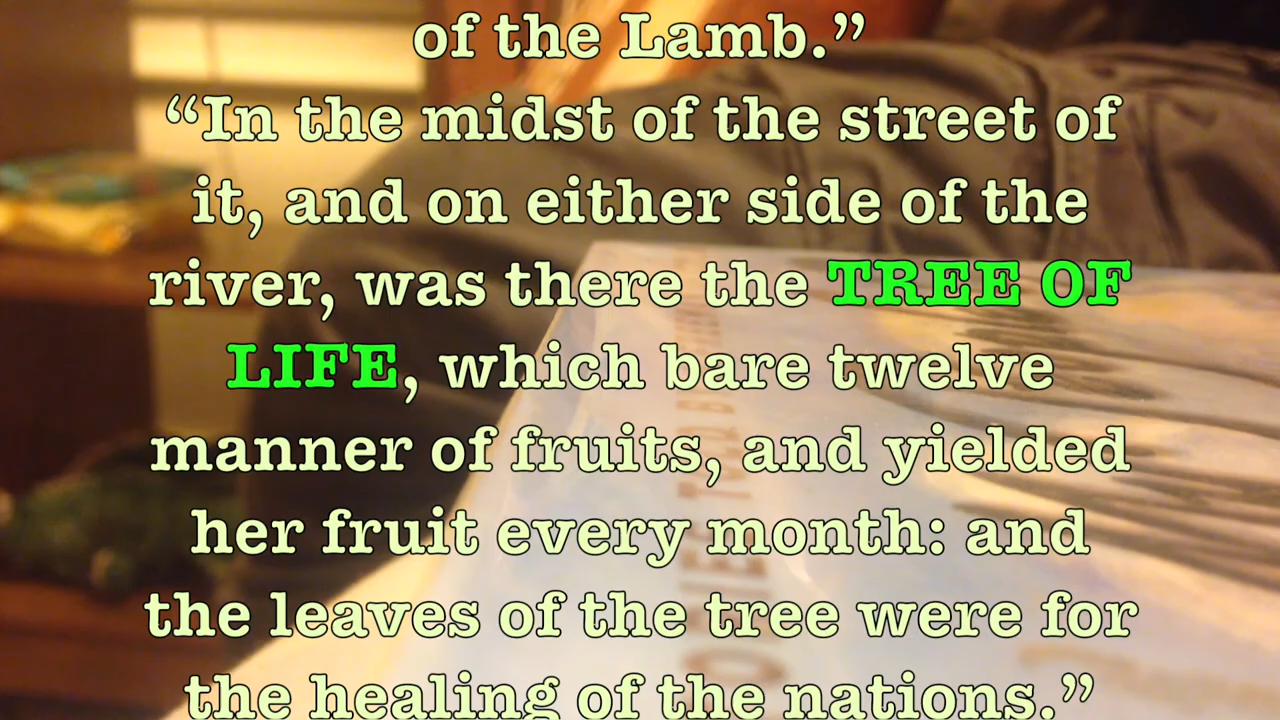 of the Lamb.”
“In the midst of the street of
it, and on either side of the
river, was there the TREE OF
LIFE, which bare twelve
manner of fruits, and yielded
her fruit every month: and
the leaves of the tree were for
the healing of the nations.”